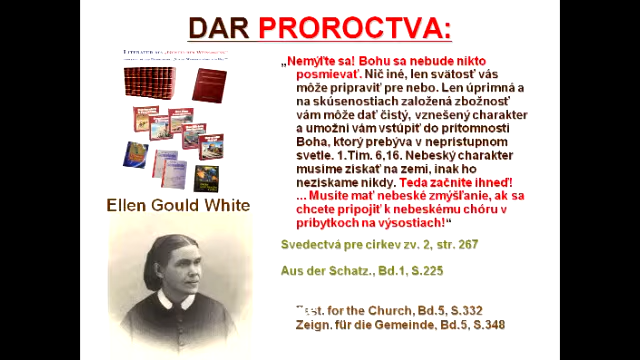 DAR PROROCTVA:
„Nemýľte sa! Bohu sa nebude nikto
posmievať. Nič iné, len svätosť vás
môže pripraviť pre nebo. Len úprimná a
na skúsenostiach založená zbožnosť
vám môže dať čistý, vznešený charakter
a umožní vám vstúpiť do prítomnosti
Boha, ktorý prebýva v neprístupnom
svetle. 1.Tim. 6,16. Nebeský charakter
musíme získať na zemi, inak ho
nezískame nikdy. Teda začnite ihneď!
... Musíte mať nebeské zmýšľanie, ak sa
chcete pripojiť k nebeskému chóru v
príbytkoch na výsostiach!“
Ellen Gould White
Svedectvá pre cirkev zv. 2, str. 267
Aus der Schatz., Bd.1, S.225
for the Church, Bd.5, S.332
Zeign. für die Gemeinde, Bd.5, S.348